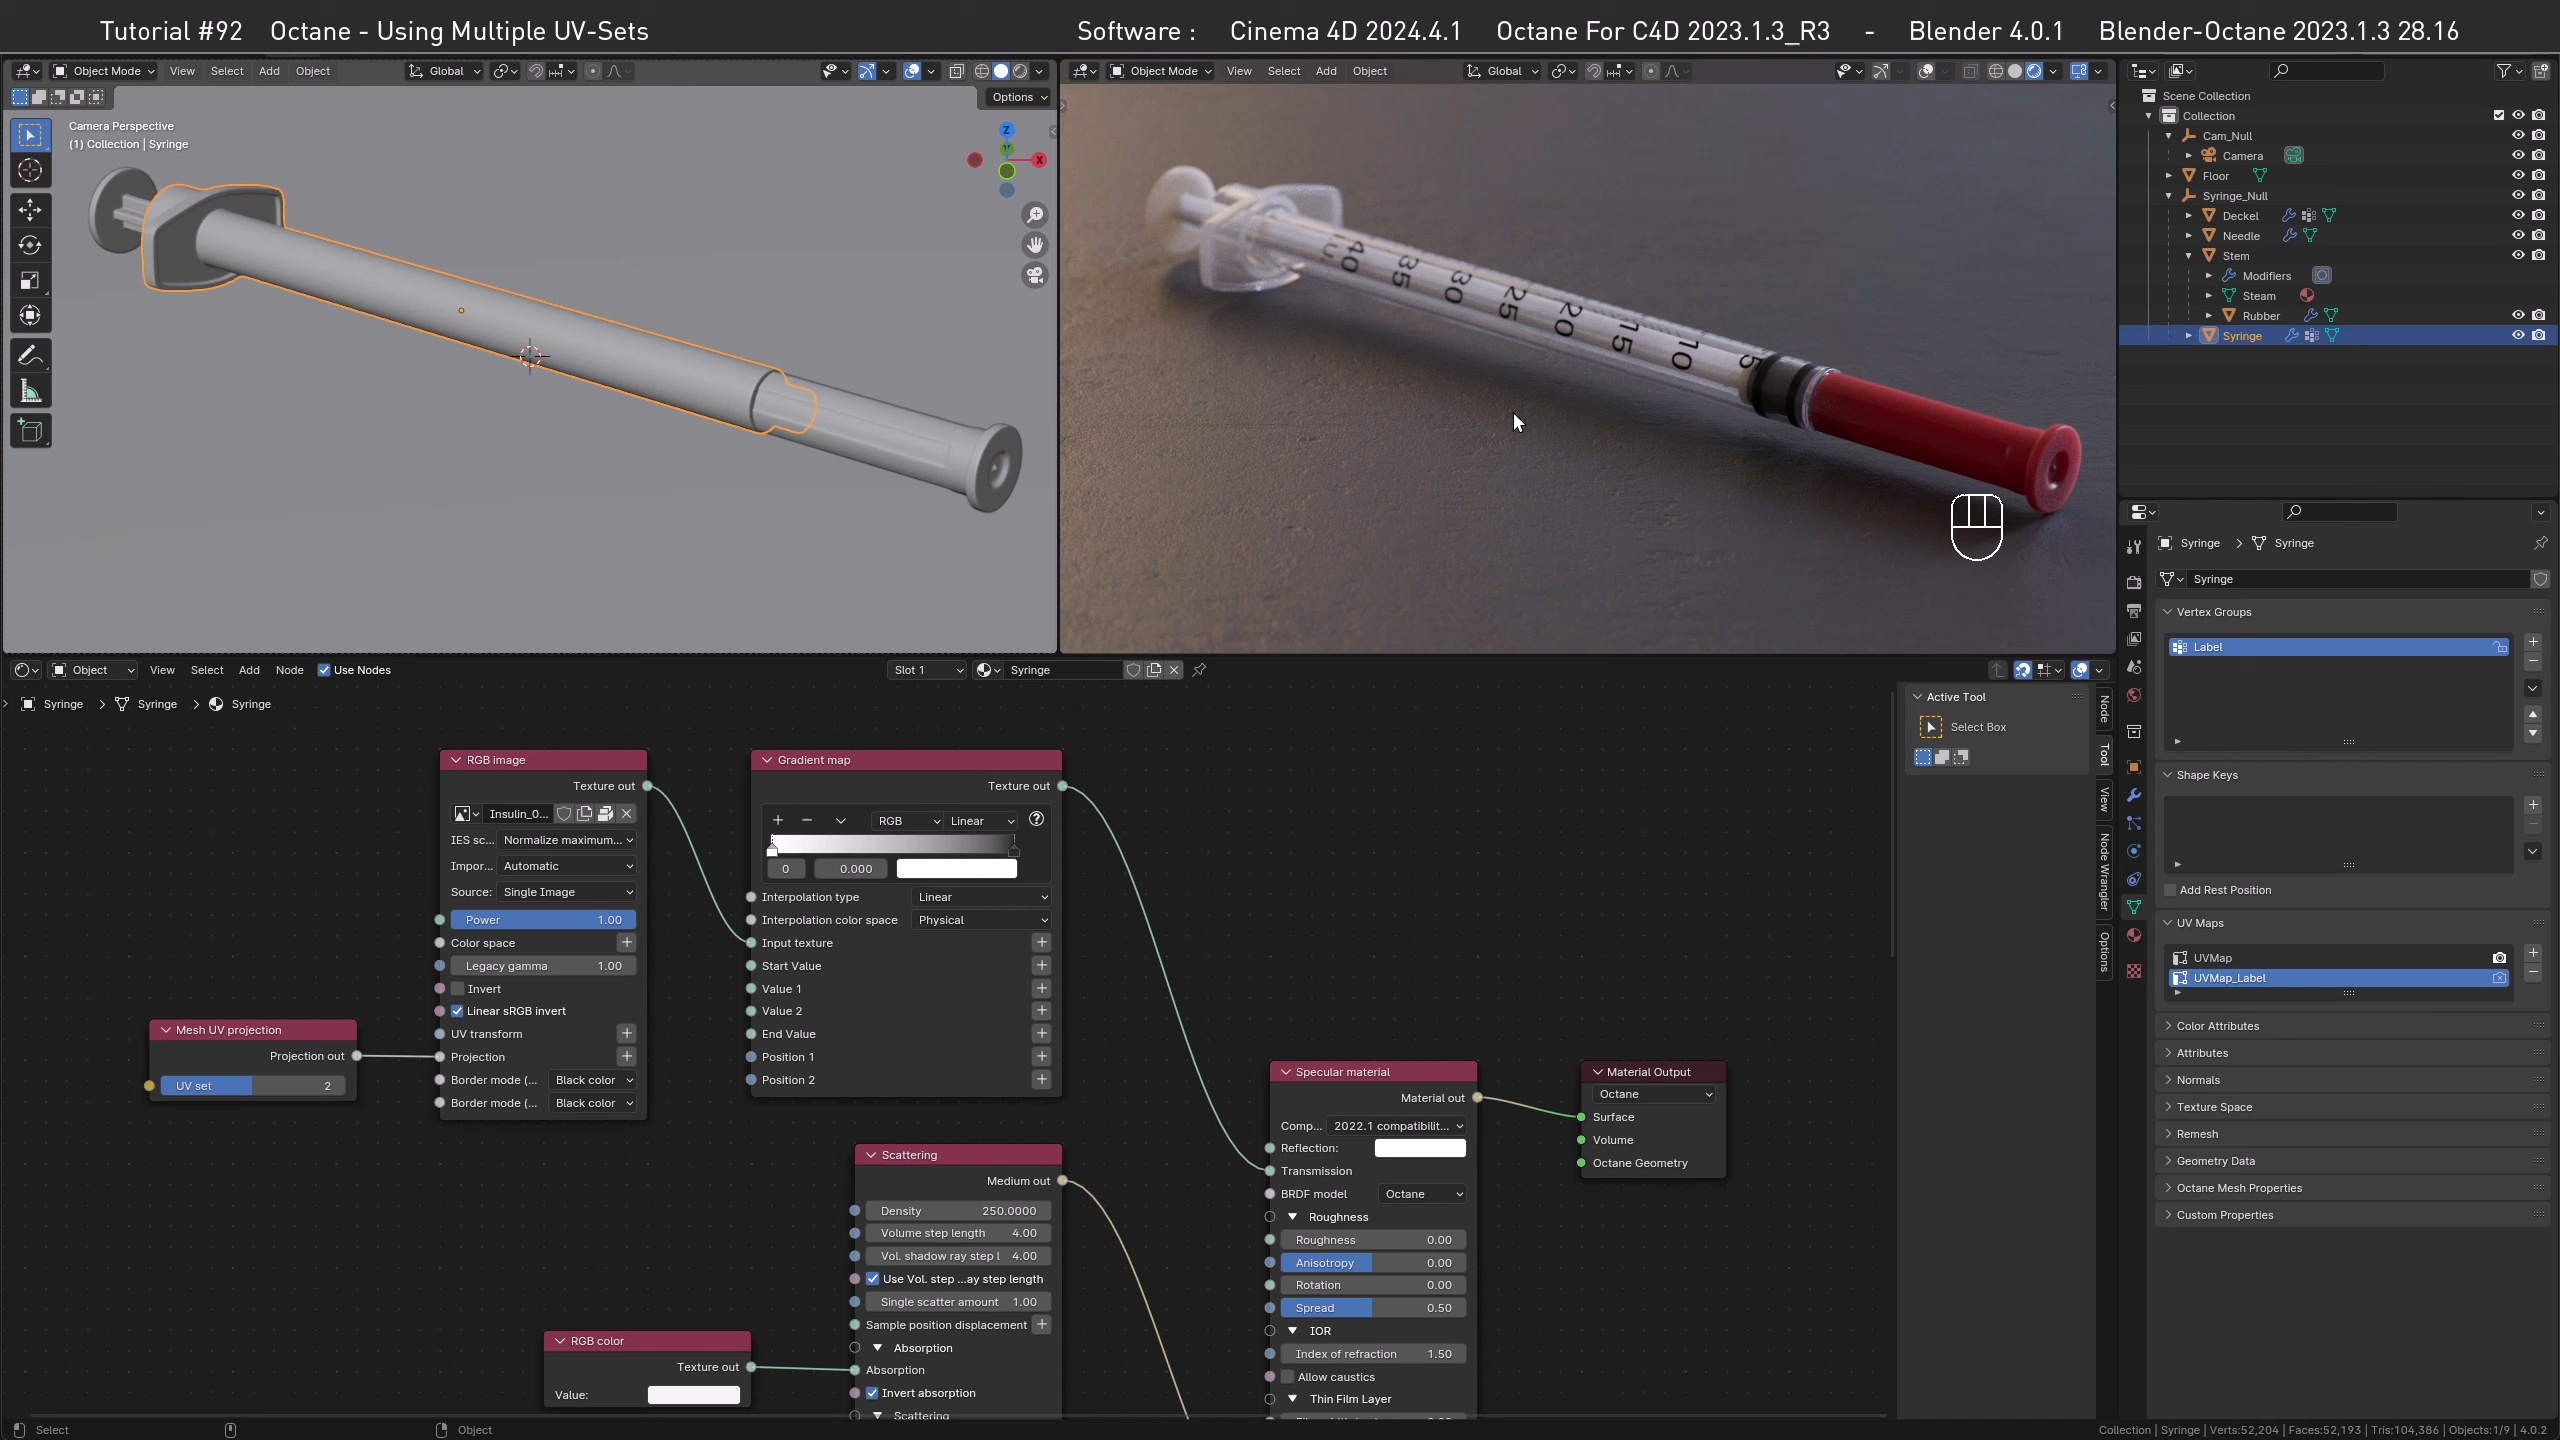 Tutorial #92 Octane - Using Multiple UV-Sets Software : Cinema 4D 2024.4.1 Octane For C4D 2023.1.3_R3 - Blender 4.0.1 Blender-Octane 2023.1.3 28.16
Object Mode View Select Add Object Global
Options
Camera Perspective
(1) Collection | Syringe
Z
Y
X
Object Mode View Select Add Object Global
40 35 30 25 20 15 10 5
Scene Collection
Collection
Cam_Null
Camera
Floor
Syringe_Null
Deckel
Needle
Stem
Modifiers
Steam
Rubber
Syringe
Syringe > Syringe
Syringe
Vertex Groups
Label
Shape Keys
Add Rest Position
UV Maps
UVMap
UVMap_Label
Color Attributes
Attributes
Normals
Texture Space
Remesh
Geometry Data
Octane Mesh Properties
Custom Properties
Object View Select Add Node Use Nodes Slot 1 Syringe
Syringe > Syringe > Syringe
Active Tool
Select Box
Node
Tool
View
Node Wrangler
Options
Mesh UV projection
Projection out
UV set 2
RGB image
Texture out
Insulin_0...
IES sc... Normalize maximum...
Impor... Automatic
Source: Single Image
Power 1.00
Color space
Legacy gamma 1.00
Invert
Linear sRGB invert
UV transform
Projection
Border mode (... Black color
Border mode (... Black color
Gradient map
Texture out
RGB Linear
0 0.000
Interpolation type Linear
Interpolation color space Physical
Input texture
Start Value
Value 1
Value 2
End Value
Position 1
Position 2
Scattering
Medium out
Density 250.0000
Volume step length 4.00
Vol. shadow ray step l 4.00
Use Vol. step ...ay step length
Single scatter amount 1.00
Sample position displacement
Absorption
Absorption
Invert absorption
Scattering
RGB color
Texture out
Value:
Specular material
Material out
Comp... 2022.1 compatibilit...
Reflection:
Transmission
BRDF model Octane
Roughness
Roughness 0.00
Anisotropy 0.00
Rotation 0.00
Spread 0.50
IOR
Index of refraction 1.50
Allow caustics
Thin Film Layer
Material Output
Octane
Surface
Volume
Octane Geometry
Select Object Collection | Syringe | Verts:52,204 | Faces:52,193 | Tris:104,386 | Objects:1/9 | 4.0.2